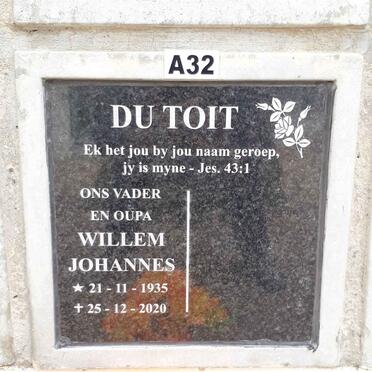 A32
DU TOIT
Ek het jou by jou naam geroep,
jy is myne - Jes. 43:1
ONS VADER
EN OUPA
WILLEM
JOHANNES
★ 21 - 11 - 1935
✝ 25 - 12 - 2020